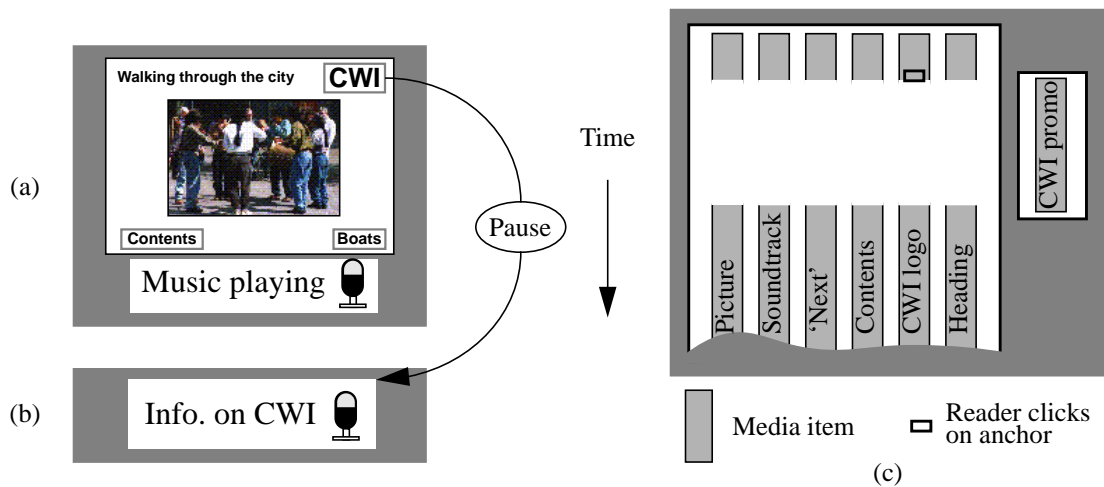 (a)
Walking through the city
CWI
Contents
Boats
Music playing
Pause
(b)
Info. on CWI
Time
Picture
Soundtrack
‘Next’
Contents
CWI logo
Heading
CWI promo
Media item
Reader clicks
on anchor
(c)